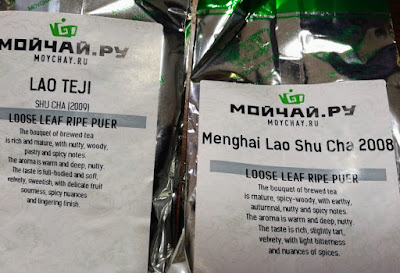 МОЙЧАЙ.РУ
MOYCHAY.RU
LAO TEJI
SHU CHA (2009)
LOOSE LEAF RIPE PUER
The bouquet of brewed tea
is rich and mature, with nutty, woody,
pasty and spicy notes.
The aroma is warm and deep, nutty.
The taste is full-bodied and soft,
velvety, sweetish, with delicate fruit
sourness, spicy nuances
and lingering finish.
МОЙЧАЙ.РУ
MOYCHAY.RU
Menghai Lao Shu Cha 2008
LOOSE LEAF RIPE PUER
The bouquet of brewed tea
is mature, spicy-woody, with earthy,
autumnal, nutty and spicy notes.
The aroma is warm and deep, nutty.
The taste is rich, slightly tart,
velvety, with light bitterness
and nuances of spices.